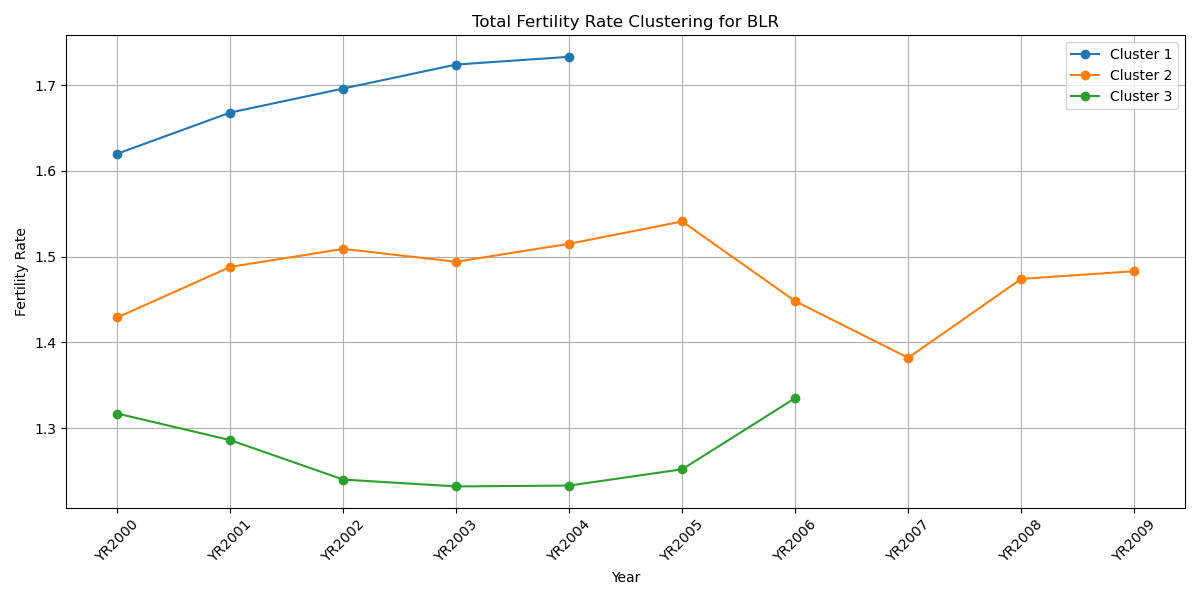 Total Fertility Rate Clustering for BLR
Cluster 1
Cluster 2
Cluster 3
Fertility Rate
1.7
1.6
1.5
1.4
1.3
YR2000
YR2001
YR2002
YR2003
YR2004
YR2005
YR2006
YR2007
YR2008
YR2009
Year